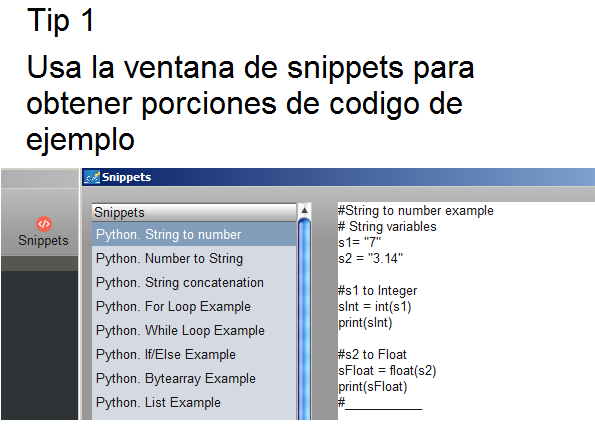 Tip 1
Usa la ventana de snippets para
obtener porciones de codigo de
ejemplo
Snippets
Snippets
Snippets
Python. String to number
Python. Number to String
Python. String concatenation
Python. For Loop Example
Python. While Loop Example
Python. If/Else Example
Python. Bytearray Example
Python. List Example
#String to number example
# String variables
s1= "7"
s2 = "3.14"
#s1 to Integer
sInt = int(s1)
print(sInt)
#s2 to Float
sFloat = float(s2)
print(sFloat)
#___________